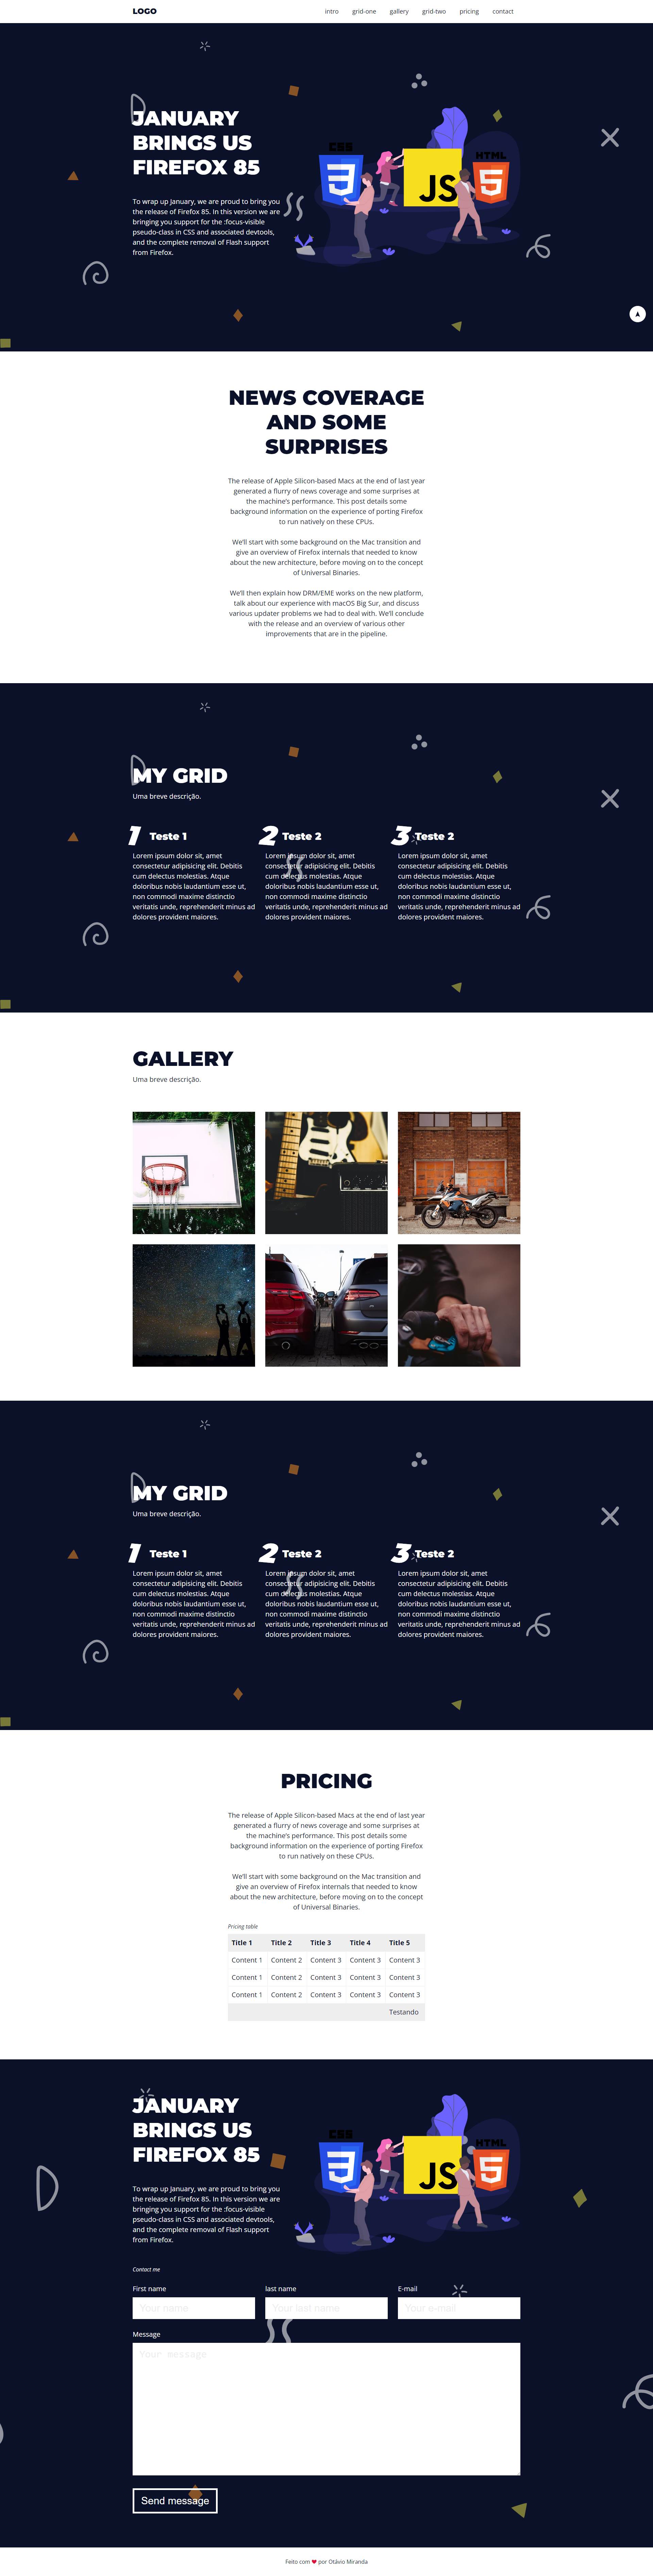 LOGO
intro grid-one gallery grid-two pricing contact
JANUARY
BRINGS US
FIREFOX 85
To wrap up January, we are proud to bring you
the release of Firefox 85. In this version we are
bringing you support for the :focus-visible
pseudo-class in CSS and associated devtools,
and the complete removal of Flash support
from Firefox.
CSS
3
JS
HTML
5
NEWS COVERAGE
AND SOME
SURPRISES
The release of Apple Silicon-based Macs at the end of last year
generated a flurry of news coverage and some surprises at
the machine's performance. This post details some
background information on the experience of porting Firefox
to run natively on these CPUs.
We'll start with some background on the Mac transition and
give an overview of Firefox internals that needed to know
about the new architecture, before moving on to the concept
of Universal Binaries.
We'll then explain how DRM/EME works on the new platform,
talk about our experience with macOS Big Sur, and discuss
various updater problems we had to deal with. We'll conclude
with the release and an overview of various other
improvements that are in the pipeline.
MY GRID
Uma breve descrição.
1 Teste 1
Lorem ipsum dolor sit, amet
consectetur adipisicing elit. Debitis
cum delectus molestias. Atque
doloribus nobis laudantium esse ut,
non commodi maxime distinctio
veritatis unde, reprehenderit minus ad
dolores provident maiores.
2 Teste 2
Lorem ipsum dolor sit, amet
consectetur adipisicing elit. Debitis
cum delectus molestias. Atque
doloribus nobis laudantium esse ut,
non commodi maxime distinctio
veritatis unde, reprehenderit minus ad
dolores provident maiores.
3 Teste 2
Lorem ipsum dolor sit, amet
consectetur adipisicing elit. Debitis
cum delectus molestias. Atque
doloribus nobis laudantium esse ut,
non commodi maxime distinctio
veritatis unde, reprehenderit minus ad
dolores provident maiores.
GALLERY
Uma breve descrição.
R Y
MY GRID
Uma breve descrição.
1 Teste 1
Lorem ipsum dolor sit, amet
consectetur adipisicing elit. Debitis
cum delectus molestias. Atque
doloribus nobis laudantium esse ut,
non commodi maxime distinctio
veritatis unde, reprehenderit minus ad
dolores provident maiores.
2 Teste 2
Lorem ipsum dolor sit, amet
consectetur adipisicing elit. Debitis
cum delectus molestias. Atque
doloribus nobis laudantium esse ut,
non commodi maxime distinctio
veritatis unde, reprehenderit minus ad
dolores provident maiores.
3 Teste 2
Lorem ipsum dolor sit, amet
consectetur adipisicing elit. Debitis
cum delectus molestias. Atque
doloribus nobis laudantium esse ut,
non commodi maxime distinctio
veritatis unde, reprehenderit minus ad
dolores provident maiores.
PRICING
The release of Apple Silicon-based Macs at the end of last year
generated a flurry of news coverage and some surprises at
the machine's performance. This post details some
background information on the experience of porting Firefox
to run natively on these CPUs.
We'll start with some background on the Mac transition and
give an overview of Firefox internals that needed to know
about the new architecture, before moving on to the concept
of Universal Binaries.
Pricing table
Title 1 Title 2 Title 3 Title 4 Title 5
Content 1 Content 2 Content 3 Content 3 Content 3
Content 1 Content 2 Content 3 Content 3 Content 3
Content 1 Content 2 Content 3 Content 3 Content 3
Testando
JANUARY
BRINGS US
FIREFOX 85
To wrap up January, we are proud to bring you
the release of Firefox 85. In this version we are
bringing you support for the :focus-visible
pseudo-class in CSS and associated devtools,
and the complete removal of Flash support
from Firefox.
CSS
3
JS
HTML
5
Contact me
First name last name E-mail
Your name Your last name Your e-mail
Message
Your message
Send message
Feito com ❤ por Otávio Miranda